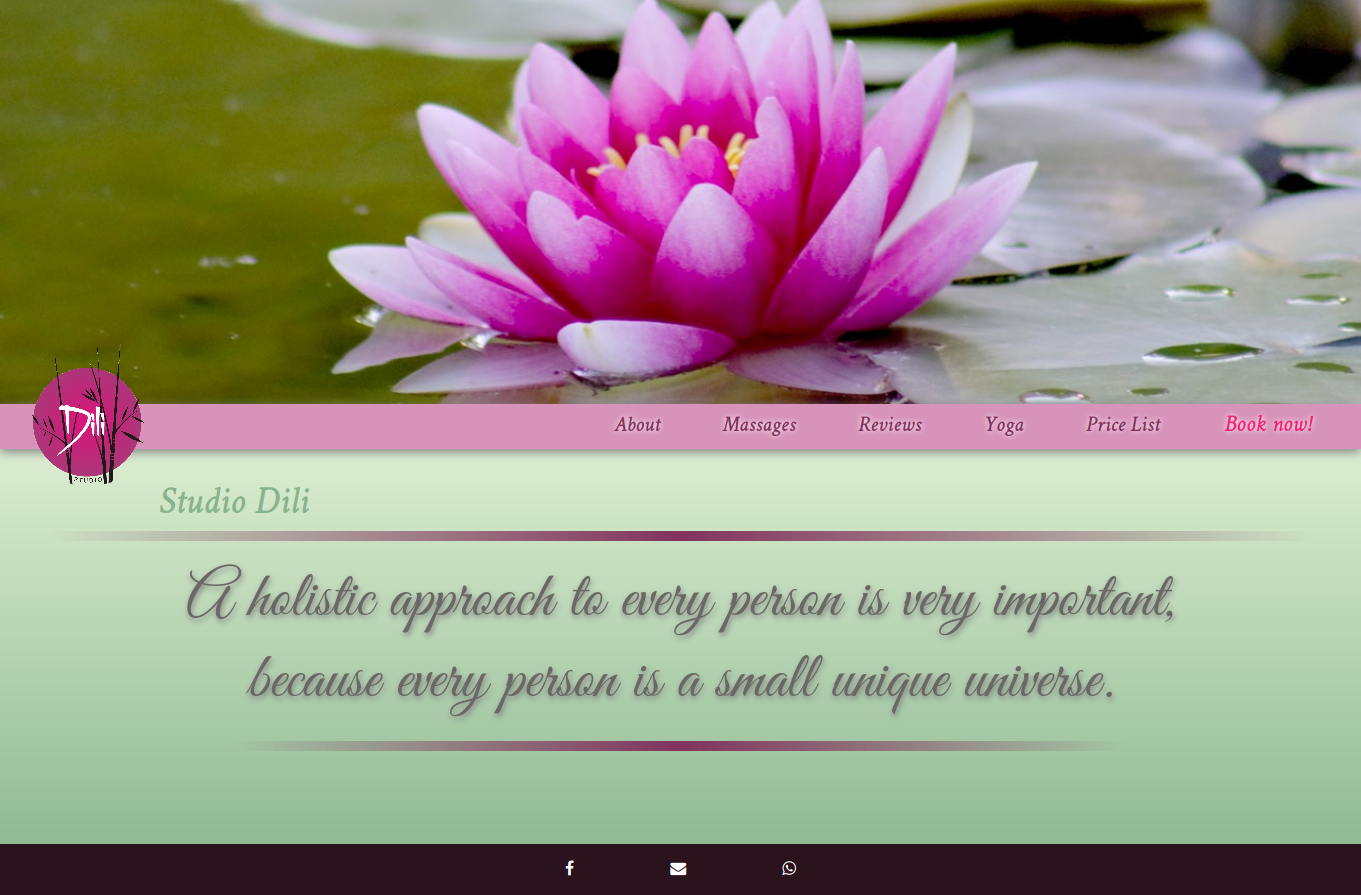 Dili
STUDIO
About Massages Reviews Yoga Price List Book now!
Studio Dili
A holistic approach to every person is very important,
because every person is a small unique universe.